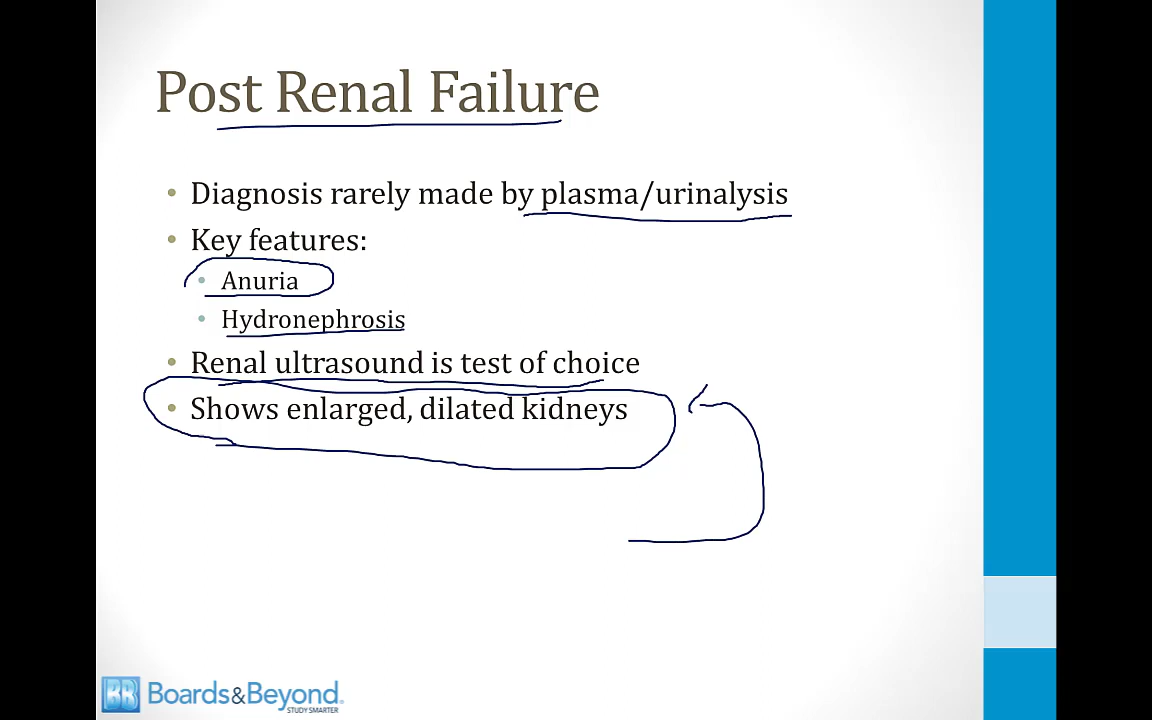 Post Renal Failure
• Diagnosis rarely made by plasma/urinalysis
• Key features:
• Anuria
• Hydronephrosis
• Renal ultrasound is test of choice
• Shows enlarged, dilated kidneys
BB Boards&Beyond.
STUDY SMARTER